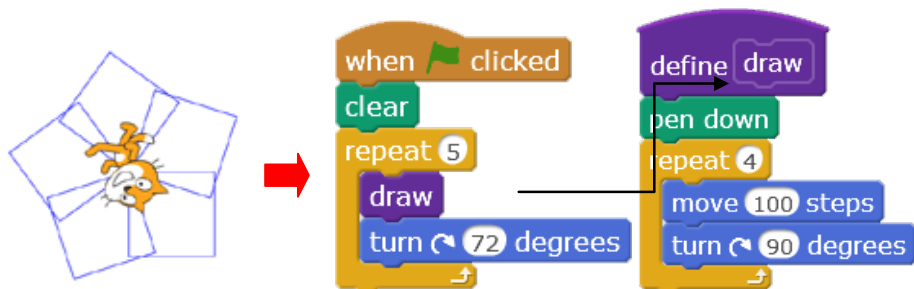 when clicked
clear
repeat 5
draw
turn 72 degrees
define draw
pen down
repeat 4
move 100 steps
turn 90 degrees